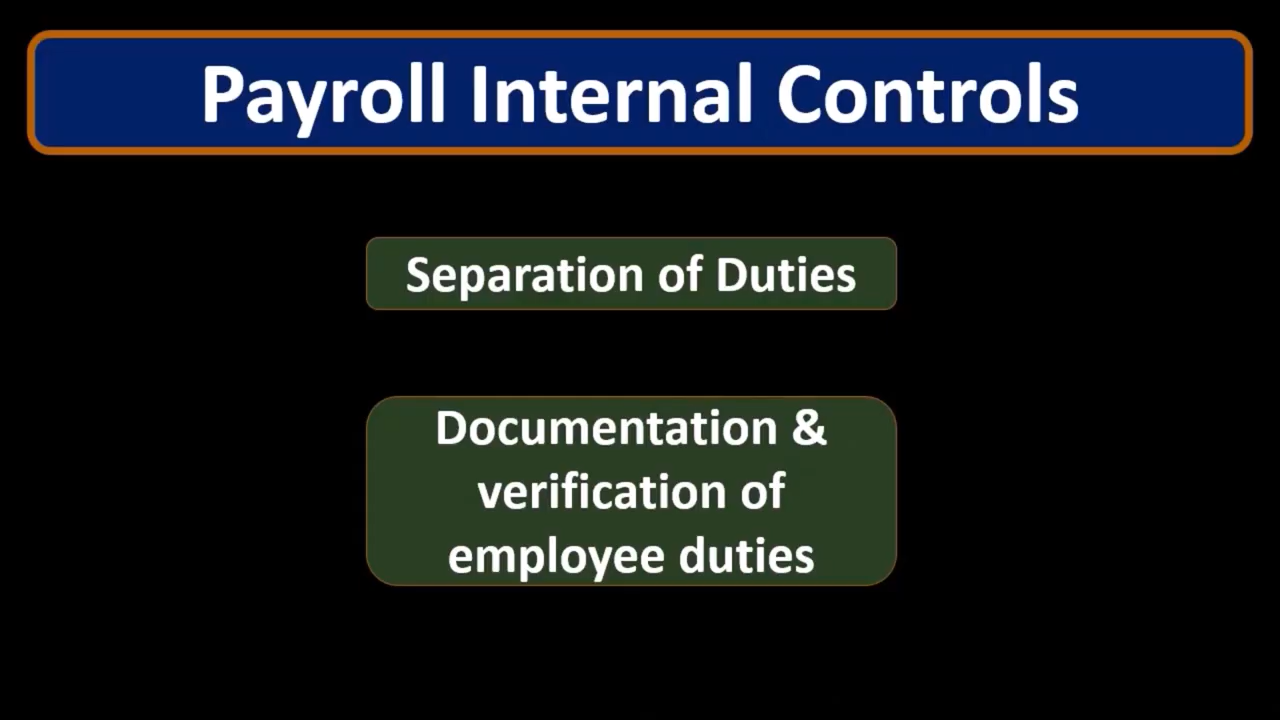 Payroll Internal Controls
Separation of Duties
Documentation &
verification of
employee duties